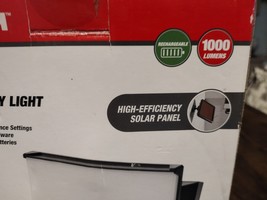 RECHARGEABLE
1000
LUMENS
Y LIGHT
HIGH-EFFICIENCY
SOLAR PANEL
nce Settings
ware
tteries